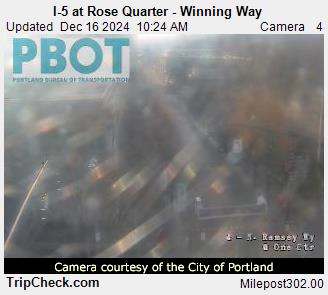 I-5 at Rose Quarter - Winning Way
Updated Dec 16 2024 10:24 AM Camera 4
PBOT
PORTLAND BUREAU OF TRANSPORTATION
N. Ramsey Wy
@ One Ctr
Camera courtesy of the City of Portland
TripCheck.com Milepost302.00